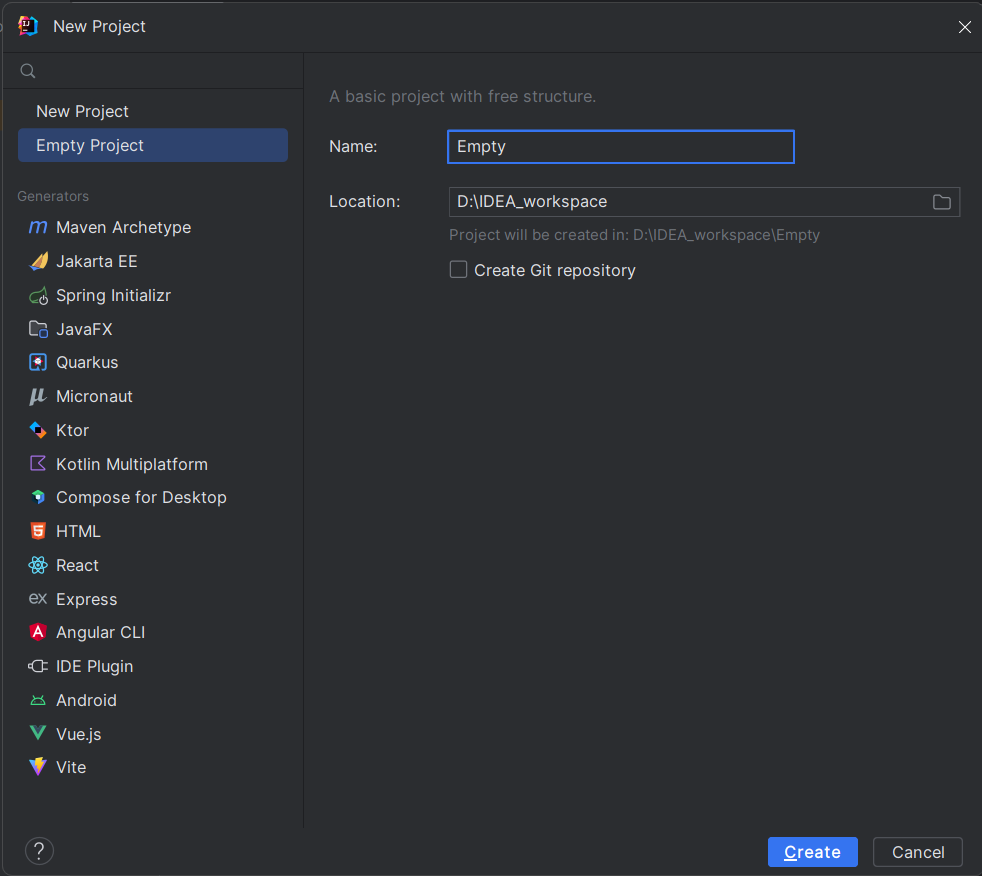 New Project
New Project
Empty Project
Generators
Maven Archetype
Jakarta EE
Spring Initializr
JavaFX
Quarkus
Micronaut
Ktor
Kotlin Multiplatform
Compose for Desktop
HTML
React
Express
Angular CLI
IDE Plugin
Android
Vue.js
Vite
A basic project with free structure.
Name: Empty
Location: D:\IDEA_workspace
Project will be created in: D:\IDEA_workspace\Empty
Create Git repository
?
Create Cancel